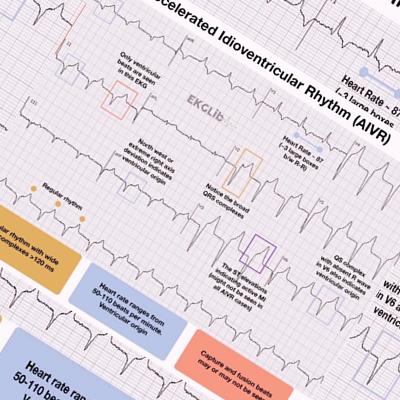 ccelerated Idioventricular Rhythm (AIVR)
Heart Rate ~ 87
(~3 large boxes
Only ventricular
beats are seen
in this EKG
EKGLib
Heart Rate ~ 87
(~3 large boxes
b/w R-R)
North west or
extreme right axis
deviation indicates
ventricular origin
Notice the broad
QRS complexes
Regular rhythm
The ST elevations
indicating active MI
(might not be seen in
all AIVR cases)
QS complex
with absent R wave
in V6 also indicates
ventricular origin
with
in V6 a
ventric
lar rhythm with wide
complexes >120 ms
Heart rate ranges from
50-110 beats per minute.
Ventricular origin
Capture and fusion beats
may or may not be seen
Heart rate ran
50-110 bea
V